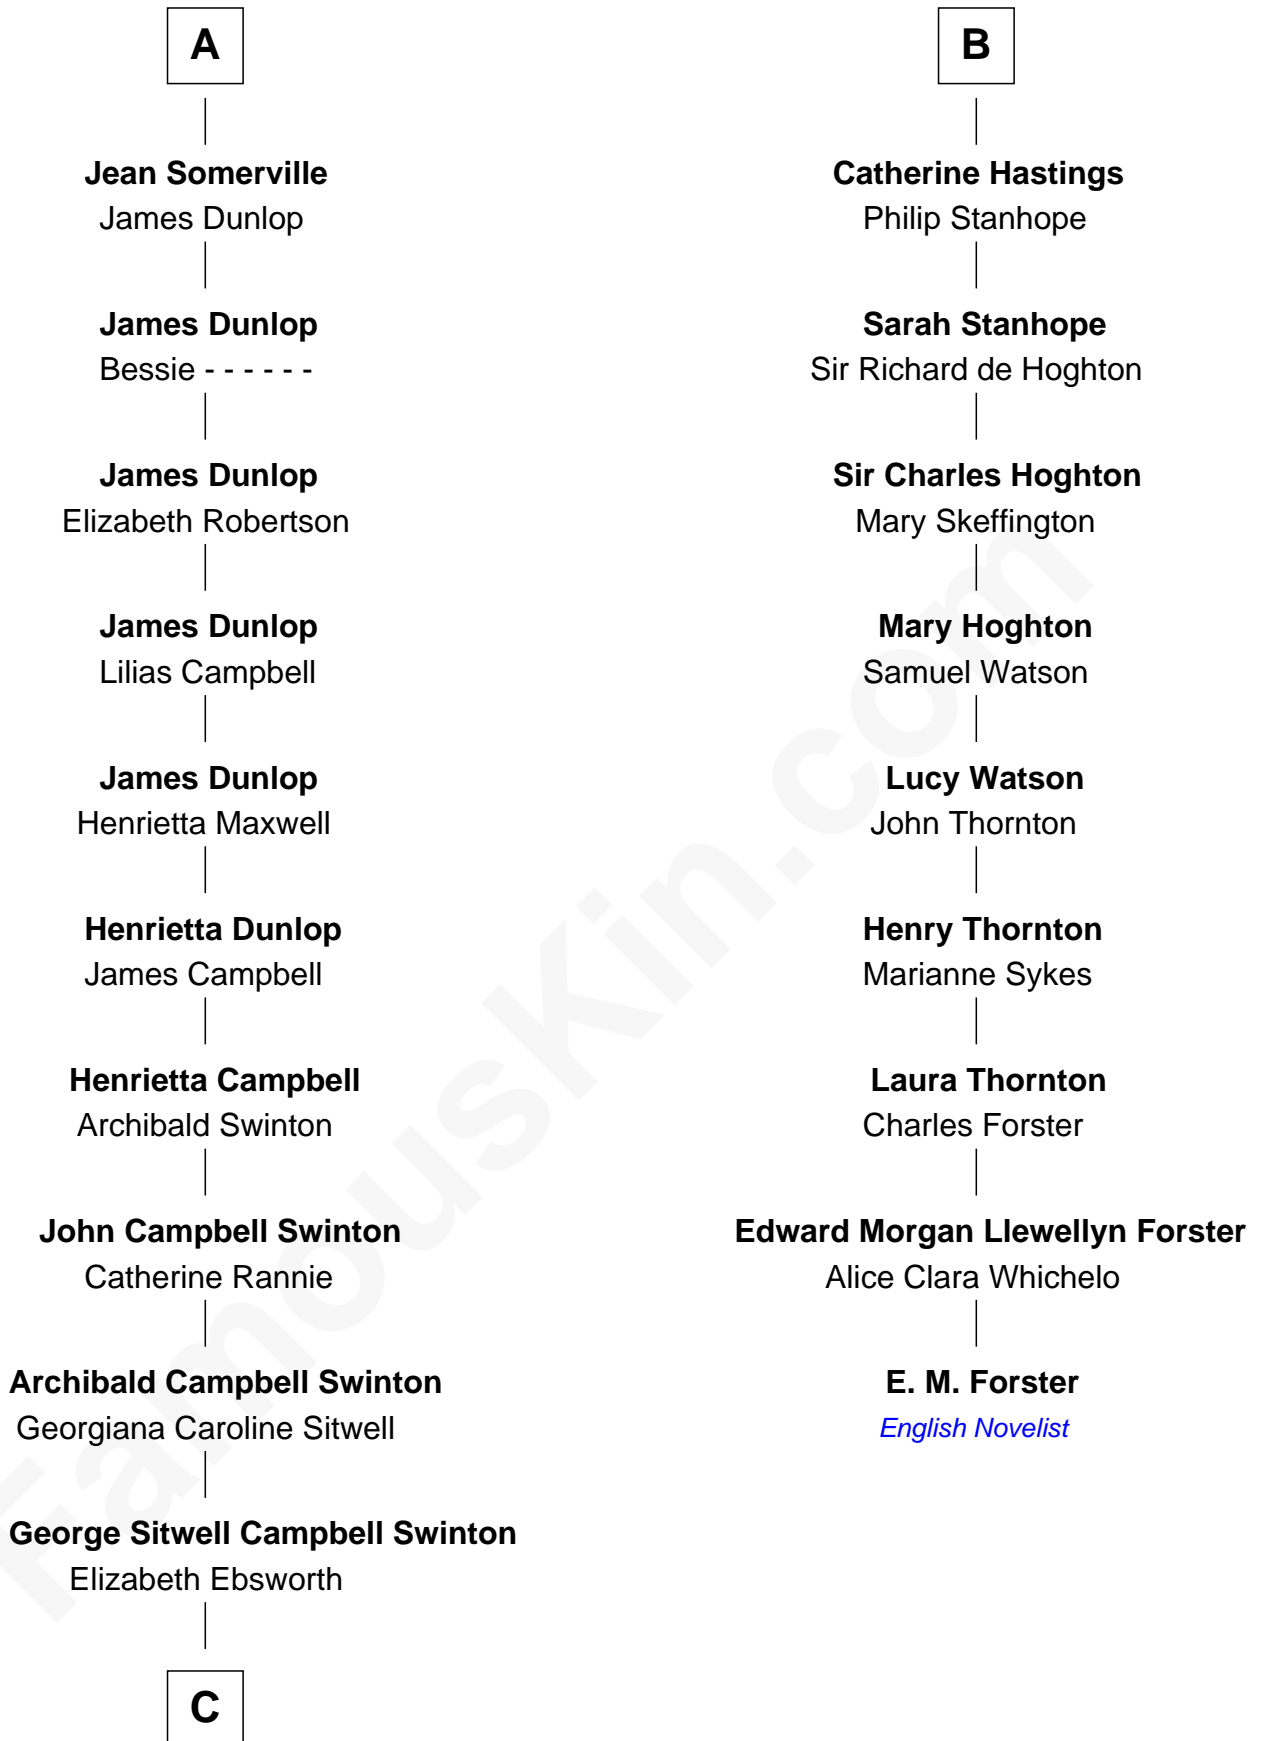 A
Jean Somerville
James Dunlop
James Dunlop
Bessie - - - - - -
James Dunlop
Elizabeth Robertson
James Dunlop
Lilias Campbell
James Dunlop
Henrietta Maxwell
Henrietta Dunlop
James Campbell
Henrietta Campbell
Archibald Swinton
John Campbell Swinton
Catherine Rannie
Archibald Campbell Swinton
Georgiana Caroline Sitwell
George Sitwell Campbell Swinton
Elizabeth Ebsworth
C
B
Catherine Hastings
Philip Stanhope
Sarah Stanhope
Sir Richard de Hoghton
Sir Charles Hoghton
Mary Skeffington
Mary Hoghton
Samuel Watson
Lucy Watson
John Thornton
Henry Thornton
Marianne Sykes
Laura Thornton
Charles Forster
Edward Morgan Llewellyn Forster
Alice Clara Whichelo
E. M. Forster
English Novelist
FamousKin.com